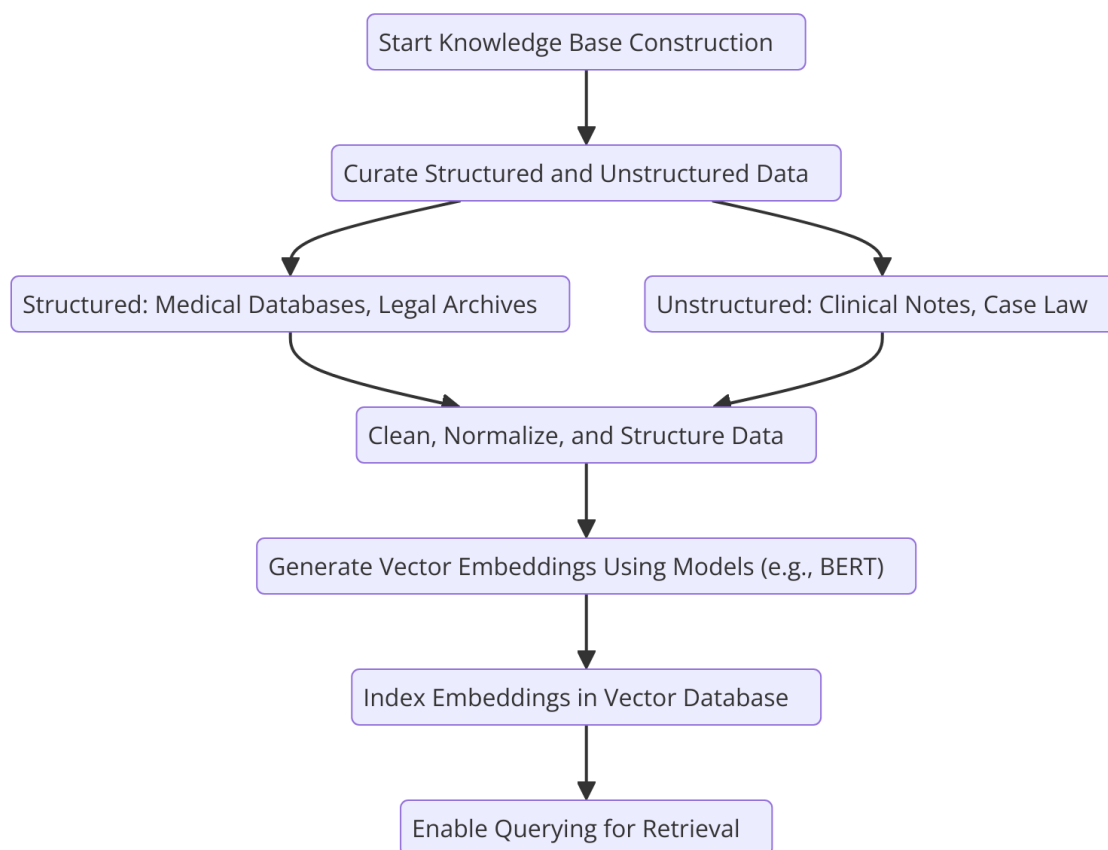 Start Knowledge Base Construction
Curate Structured and Unstructured Data
Structured: Medical Databases, Legal Archives
Unstructured: Clinical Notes, Case Law
Clean, Normalize, and Structure Data
Generate Vector Embeddings Using Models (e.g., BERT)
Index Embeddings in Vector Database
Enable Querying for Retrieval